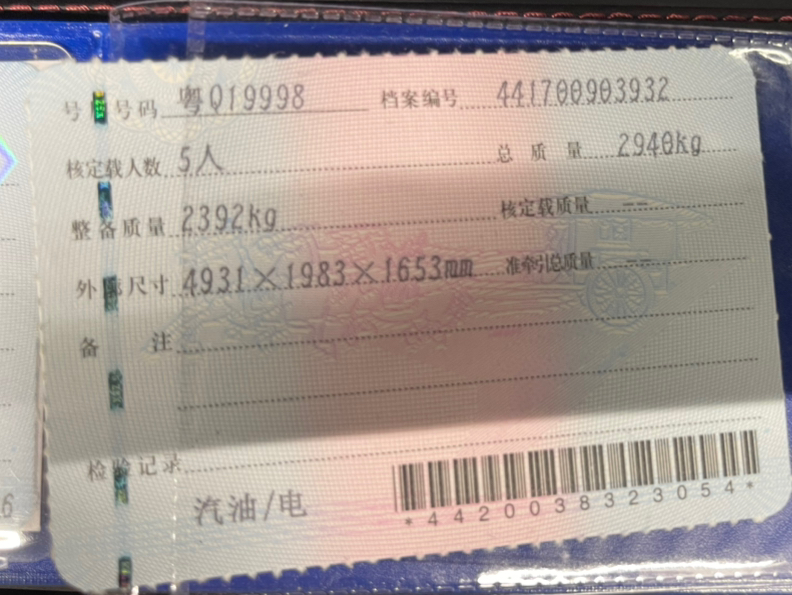 号 号码 粤Q19998 档案编号 441700903932
核定载人数 5人 总质量 2940kg
整备质量 2392kg 核定载质量 --
外 尺寸 4931×1983×1653mm 准牵引总质量 --
备注
检验记录
汽油/电
*4420038323054*
6